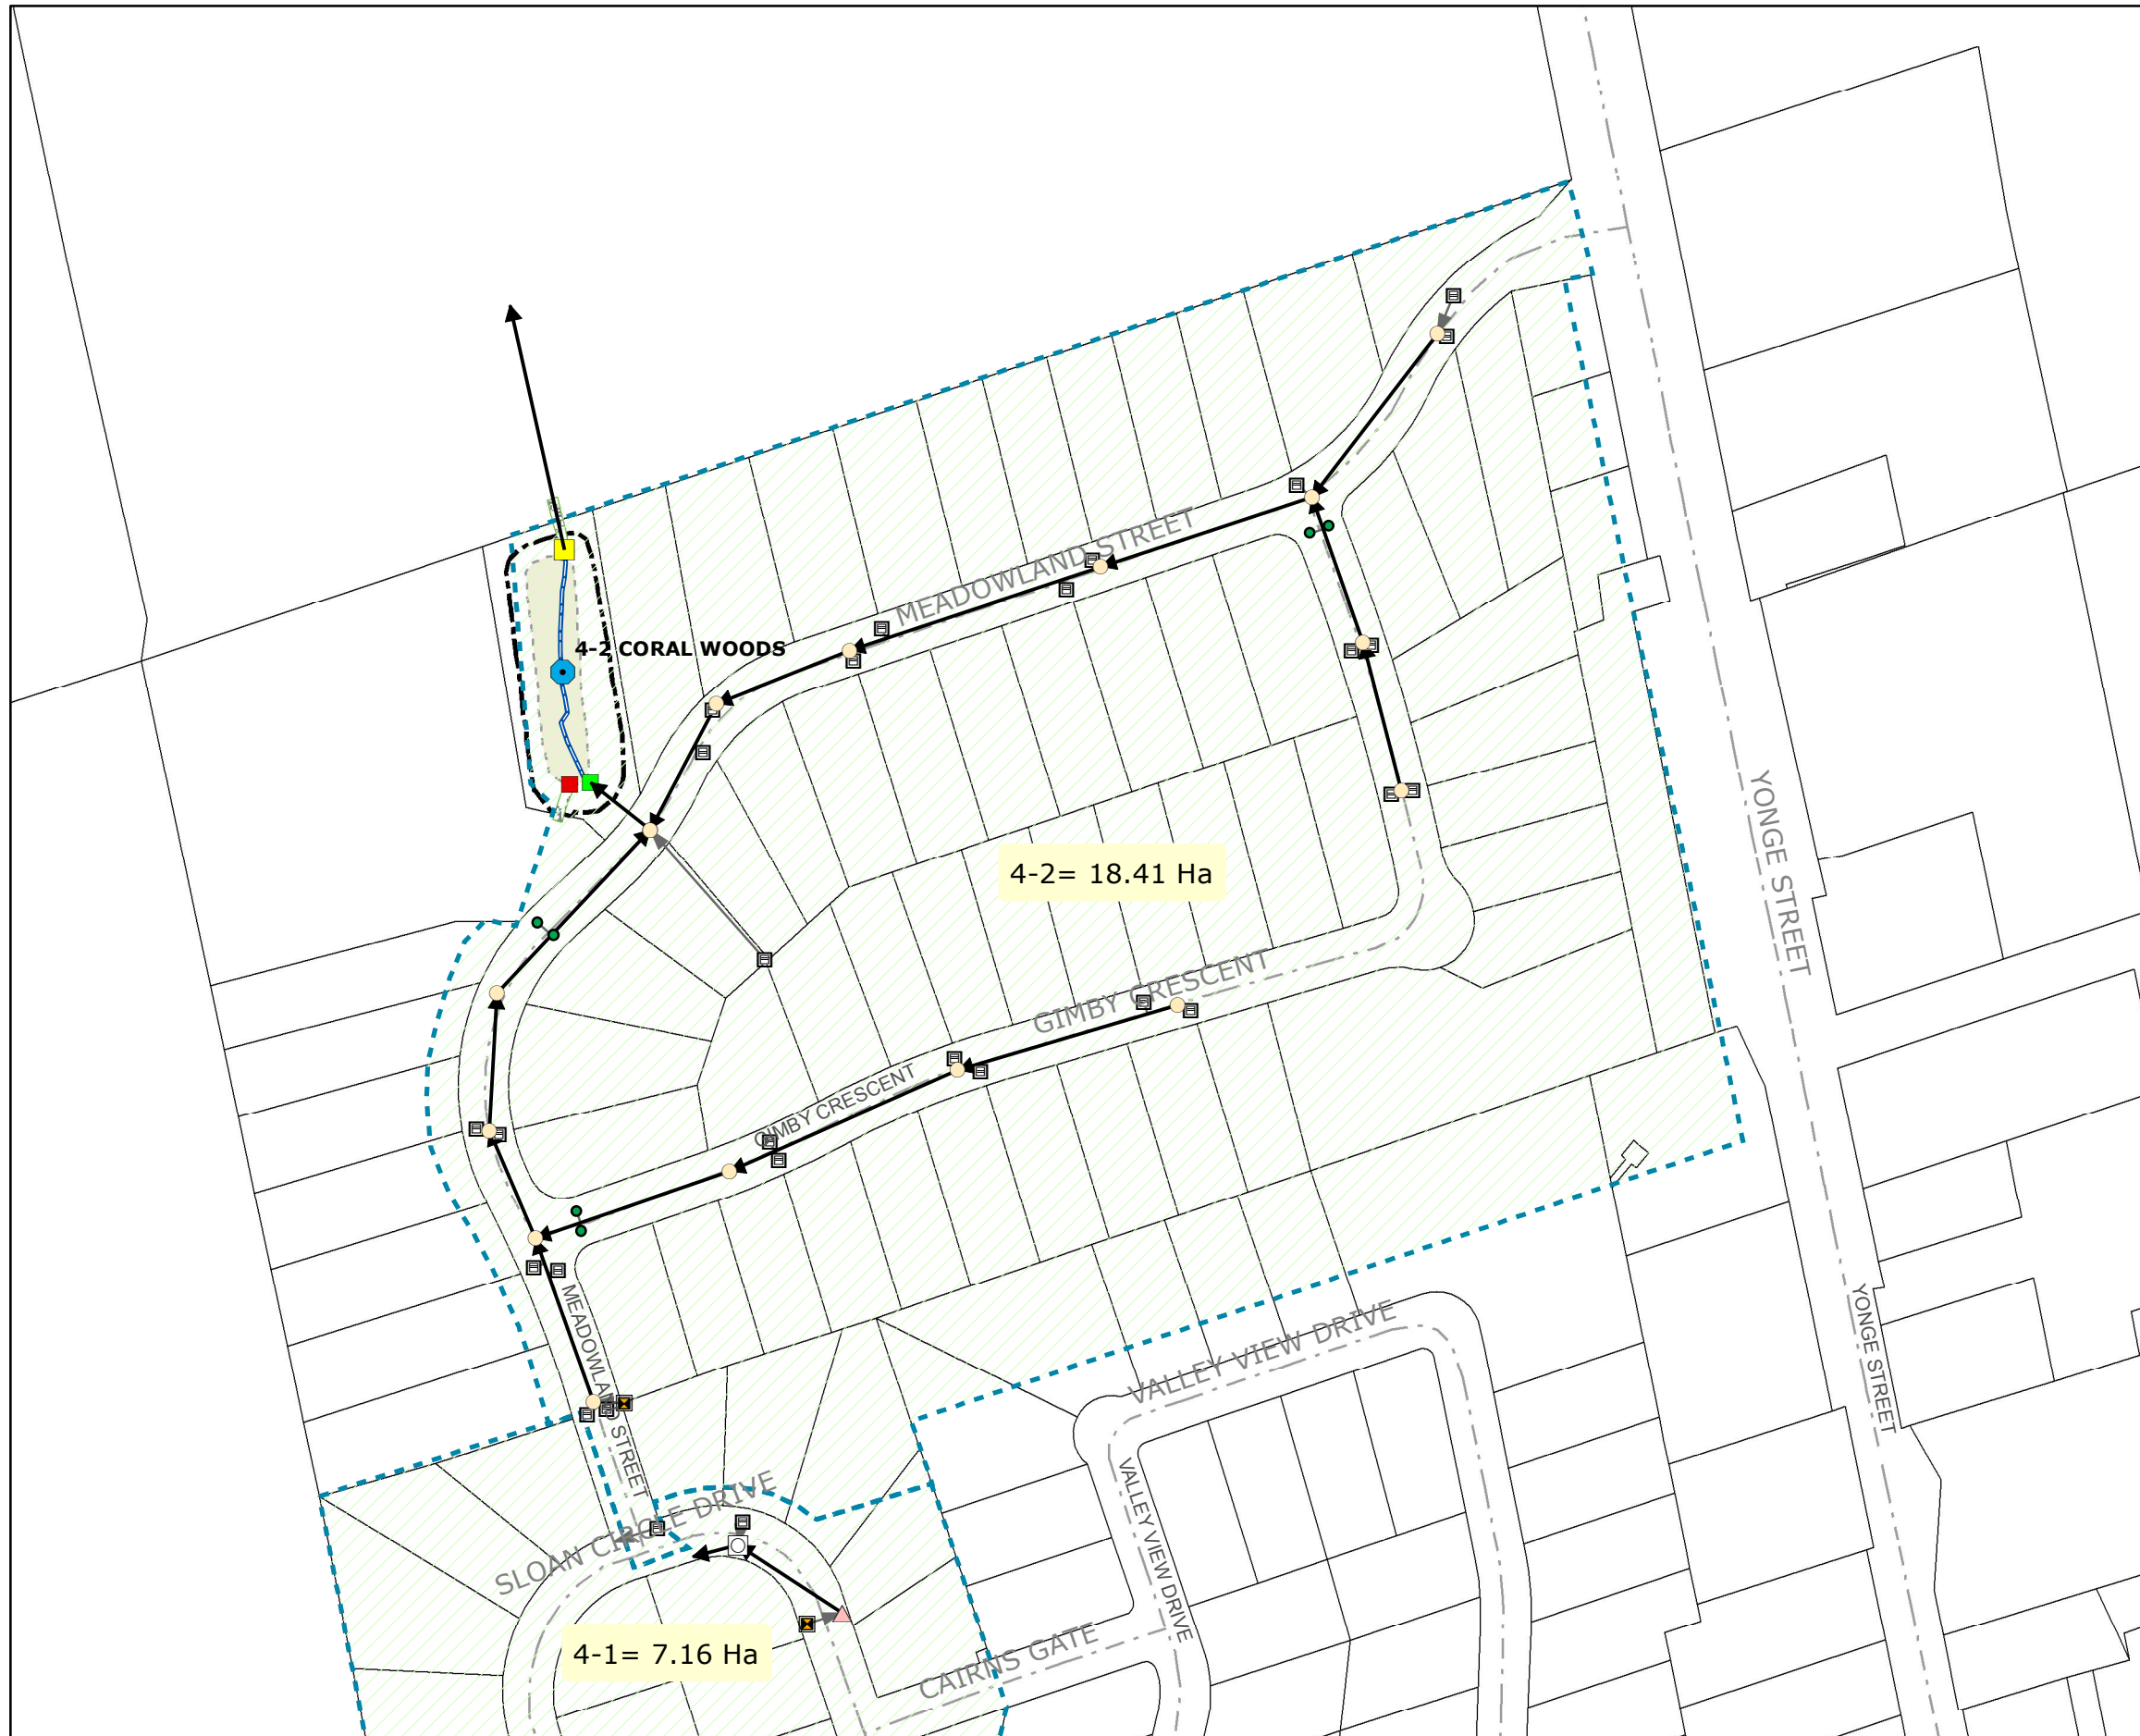 MEADOWLAND STREET
4-2 CORAL WOODS
YONGE STREET
4-2= 18.41 Ha
GIMBY CRESCENT
GIMBY CRESCENT
MEADOWLAND STREET
VALLEY VIEW DRIVE
YONGE STREET
SLOAN CIRCLE DRIVE
VALLEY VIEW DRIVE
4-1= 7.16 Ha
CAIRNS GATE